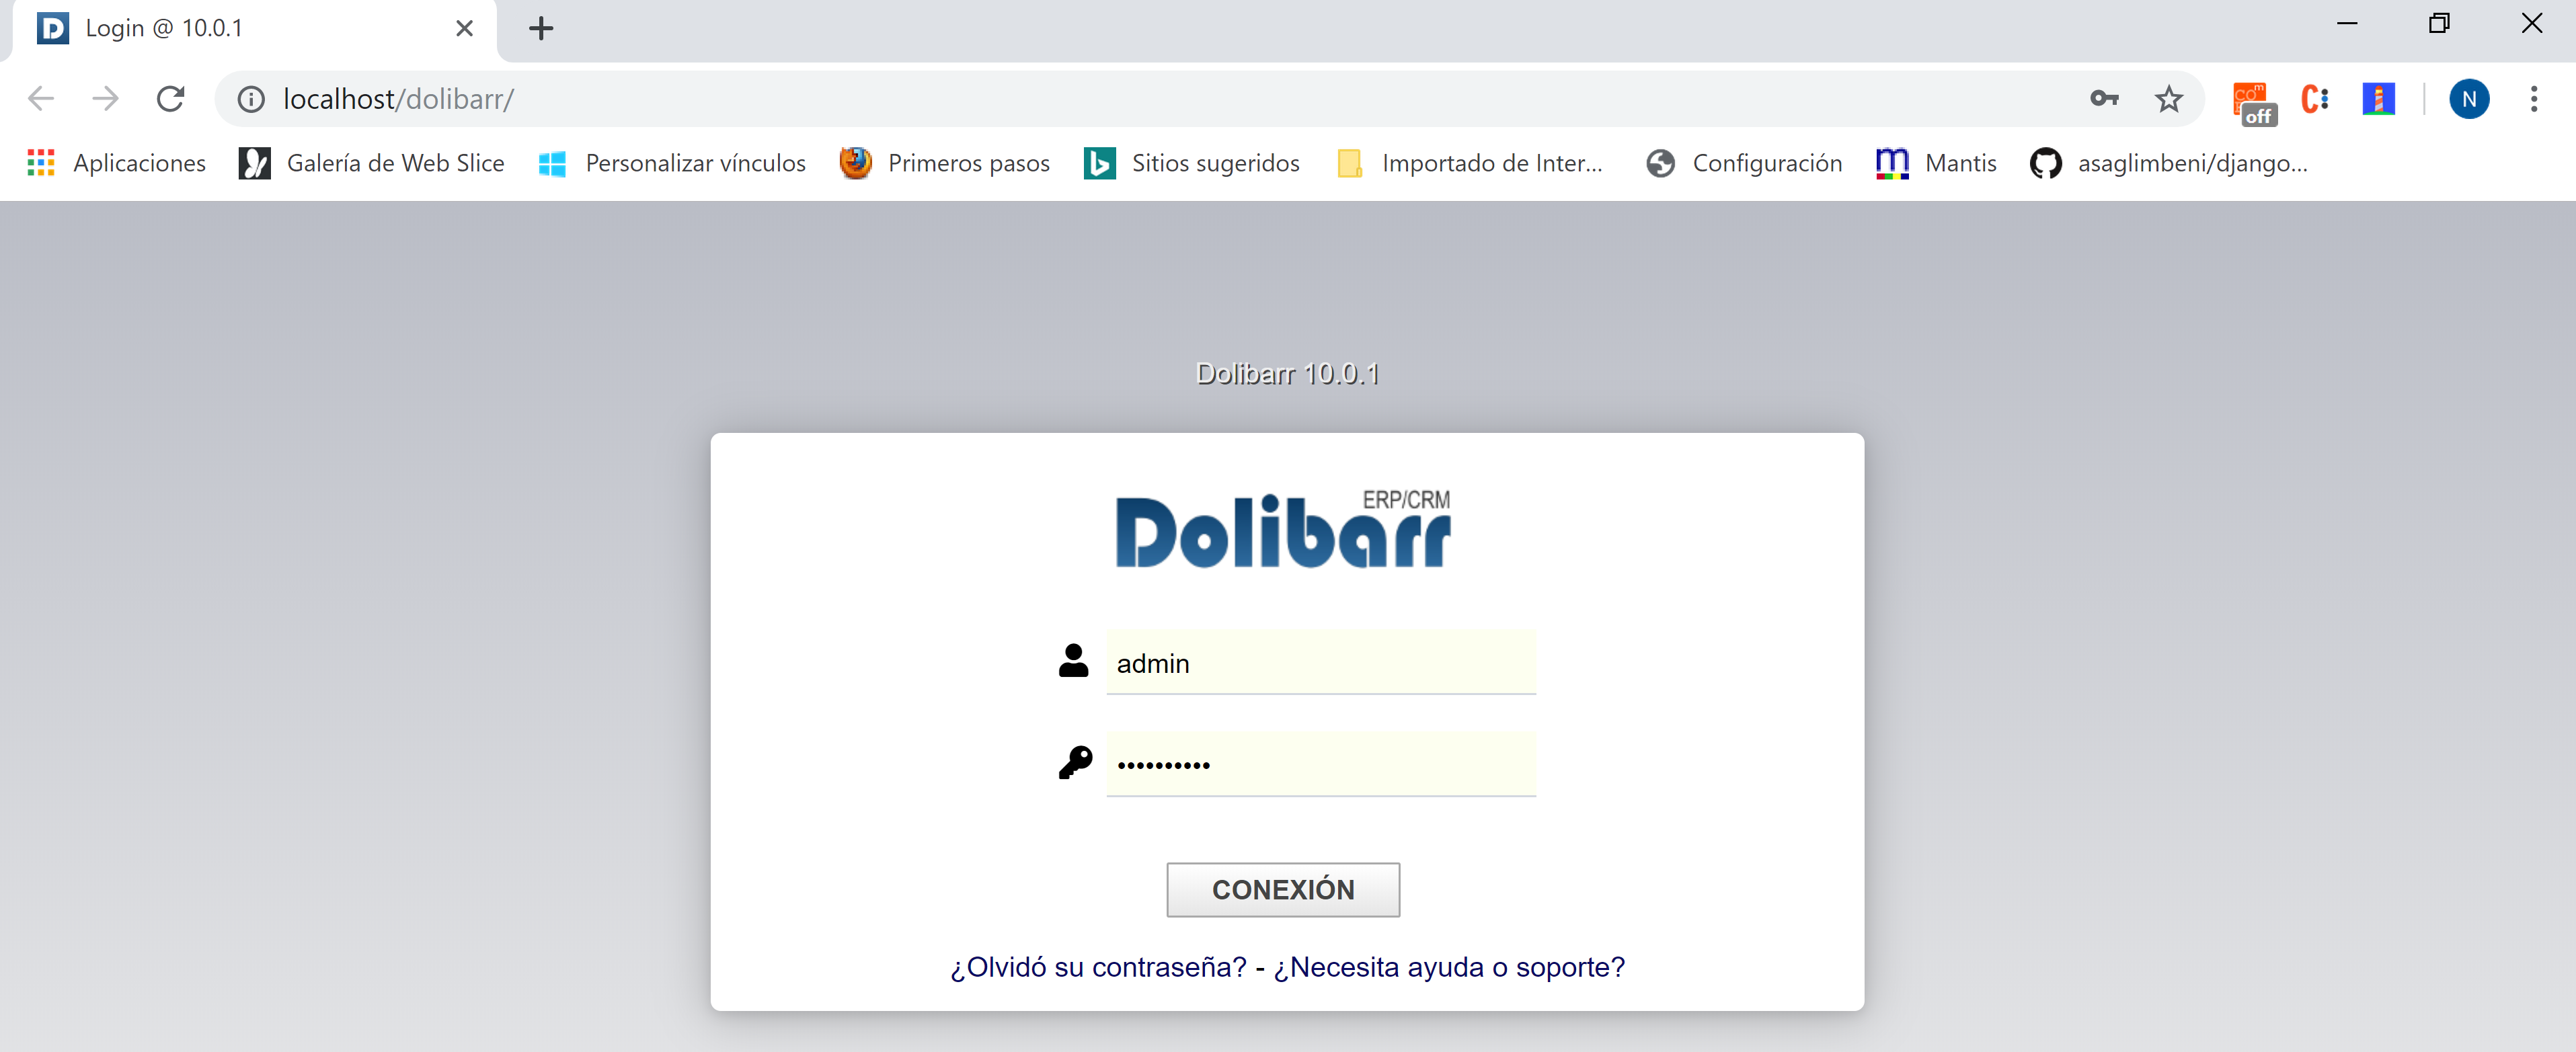 Login @ 10.0.1
localhost/dolibarr/
off
N
Aplicaciones Galería de Web Slice Personalizar vínculos Primeros pasos Sitios sugeridos Importado de Inter... Configuración Mantis asaglimbeni/django...
Dolibarr 10.0.1
ERP/CRM
Dolibarr
admin
••••••••••
CONEXIÓN
¿Olvidó su contraseña? - ¿Necesita ayuda o soporte?